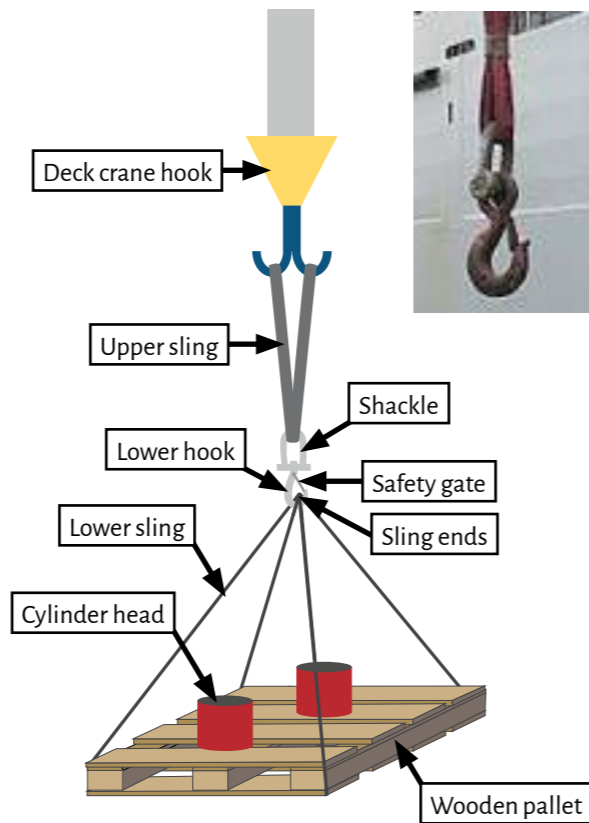 Deck crane hook
Upper sling
Shackle
Lower hook
Safety gate
Lower sling
Sling ends
Cylinder head
Wooden pallet